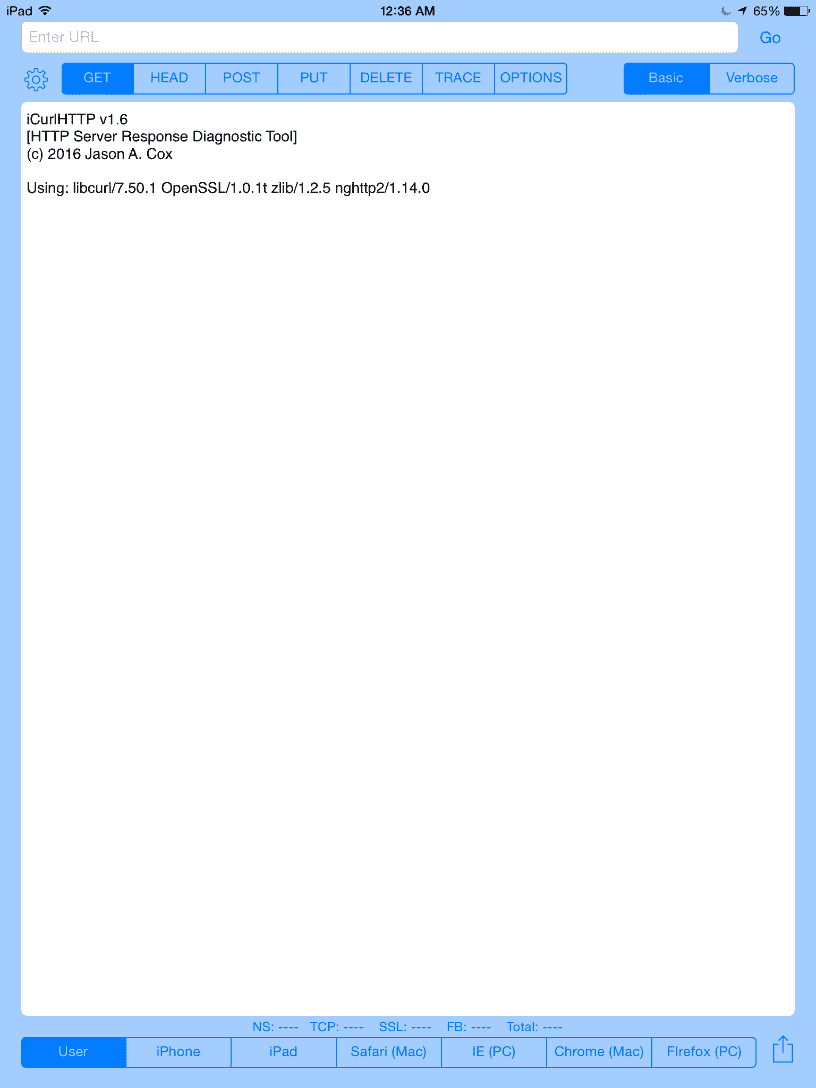 iPad 12:36 AM 65%
Enter URL Go
GET HEAD POST PUT DELETE TRACE OPTIONS Basic Verbose
iCurlHTTP v1.6
[HTTP Server Response Diagnostic Tool]
(c) 2016 Jason A. Cox
Using: libcurl/7.50.1 OpenSSL/1.0.1t zlib/1.2.5 nghttp2/1.14.0
NS: ---- TCP: ---- SSL: ---- FB: ---- Total: ----
User iPhone iPad Safari (Mac) IE (PC) Chrome (Mac) FIrefox (PC)